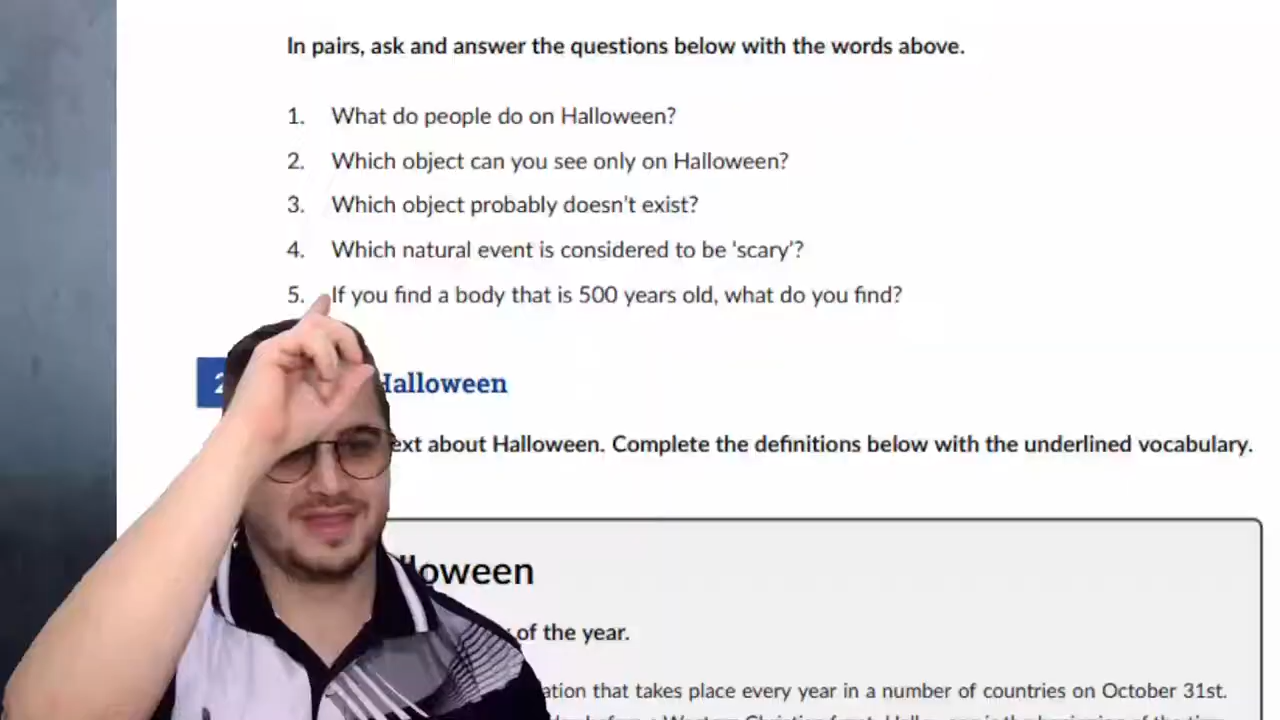 In pairs, ask and answer the questions below with the words above.
1. What do people do on Halloween?
2. Which object can you see only on Halloween?
3. Which object probably doesn't exist?
4. Which natural event is considered to be 'scary'?
5. If you find a body that is 500 years old, what do you find?
2 Halloween
about Halloween. Complete the definitions below with the underlined vocabulary.
of the year.
that takes place every year in a number of countries on October 31st.